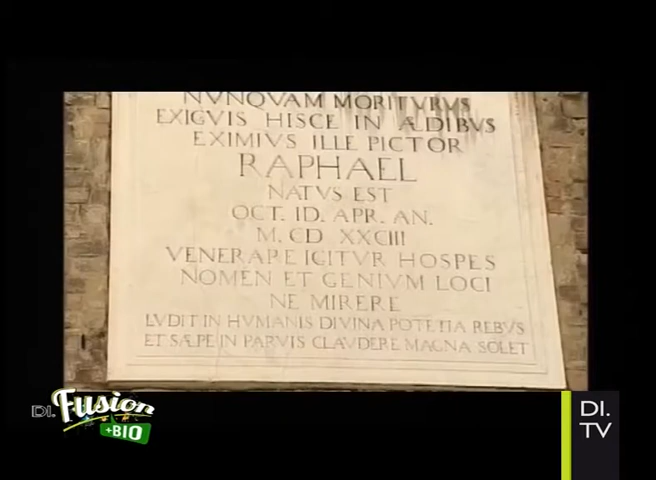 NVNQVAM MORITVRVS
EXIGVIS HISCE IN ÆDIBVS
EXIMIVS ILLE PICTOR
RAPHAEL
NATVS EST
OCT. ID. APR. AN.
M. CD XXCIII
VENERARE IGITVR HOSPES
NOMEN ET GENIVM LOCI
NE MIRERE
LVDIT IN HVMANIS DIVINA POTENTIA REBVS
ET SÆPE IN PARVIS CLAVDERE MAGNA SOLET
DI. Fusion
+BIO
DI.
TV